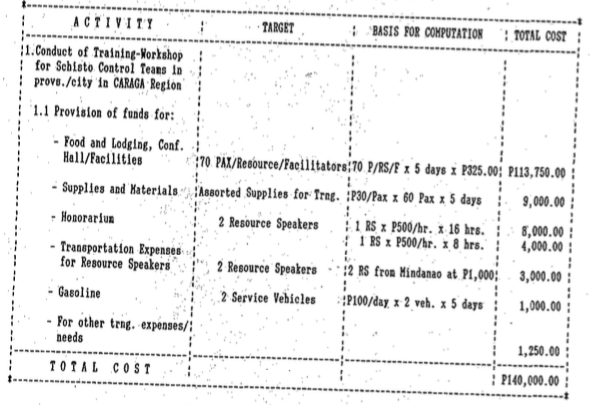 ACTIVITY TARGET BASIS FOR COMPUTATION TOTAL COST
1.Conduct of Training-Workshop
for Schisto Control Teams in
provs./city in CARAGA Region
1.1 Provision of funds for:
- Food and Lodging, Conf.
Hall/Facilities 70 PAX/Resource/Facilitators 70 P/RS/F x 5 days x P325.00 P113,750.00
- Supplies and Materials Assorted Supplies for Trng. P30/Pax x 60 Pax x 5 days 9,000.00
- Honorarium 2 Resource Speakers 1 RS x P500/hr. x 16 hrs. 8,000.00
1 RS x P500/hr. x 8 hrs. 4,000.00
- Transportation Expenses
for Resource Speakers 2 Resource Speakers 2 RS from Mindanao at P1,000 3,000.00
- Gasoline 2 Service Vehicles P100/day x 2 veh. x 5 days 1,000.00
- For other trng. expenses/
needs 1,250.00
TOTAL COST P140,000.00